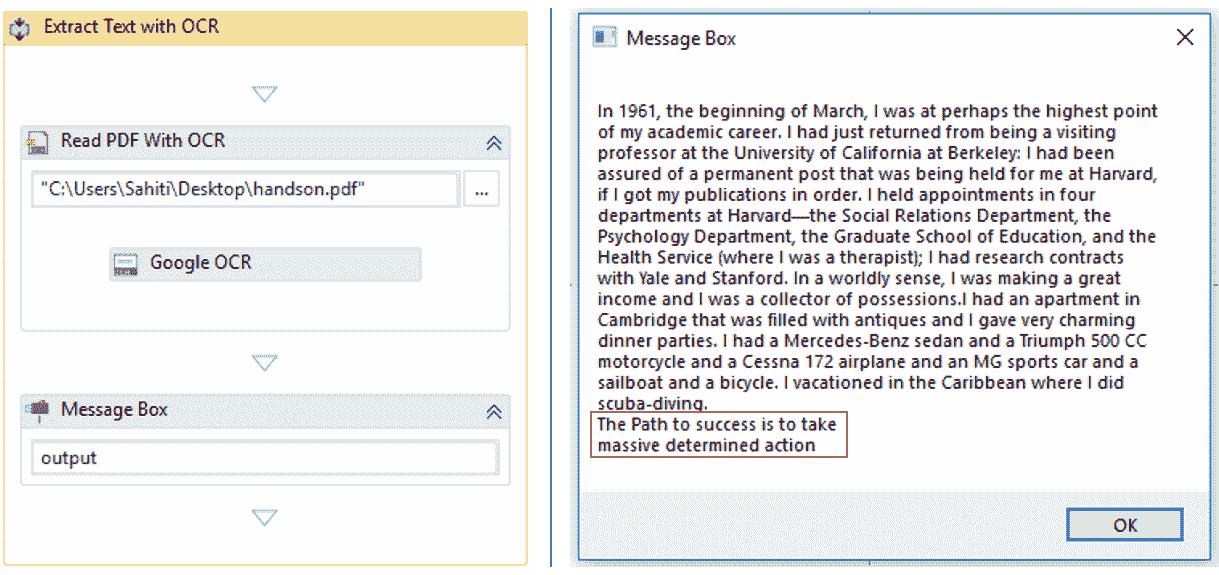 Extract Text with OCR
Read PDF With OCR
"C:\Users\Sahiti\Desktop\handson.pdf"
...
Google OCR
Message Box
output
Message Box
In 1961, the beginning of March, I was at perhaps the highest point
of my academic career. I had just returned from being a visiting
professor at the University of California at Berkeley: I had been
assured of a permanent post that was being held for me at Harvard,
if I got my publications in order. I held appointments in four
departments at Harvard—the Social Relations Department, the
Psychology Department, the Graduate School of Education, and the
Health Service (where I was a therapist); I had research contracts
with Yale and Stanford. In a worldly sense, I was making a great
income and I was a collector of possessions.I had an apartment in
Cambridge that was filled with antiques and I gave very charming
dinner parties. I had a Mercedes-Benz sedan and a Triumph 500 CC
motorcycle and a Cessna 172 airplane and an MG sports car and a
sailboat and a bicycle. I vacationed in the Caribbean where I did
scuba-diving.
The Path to success is to take
massive determined action
OK